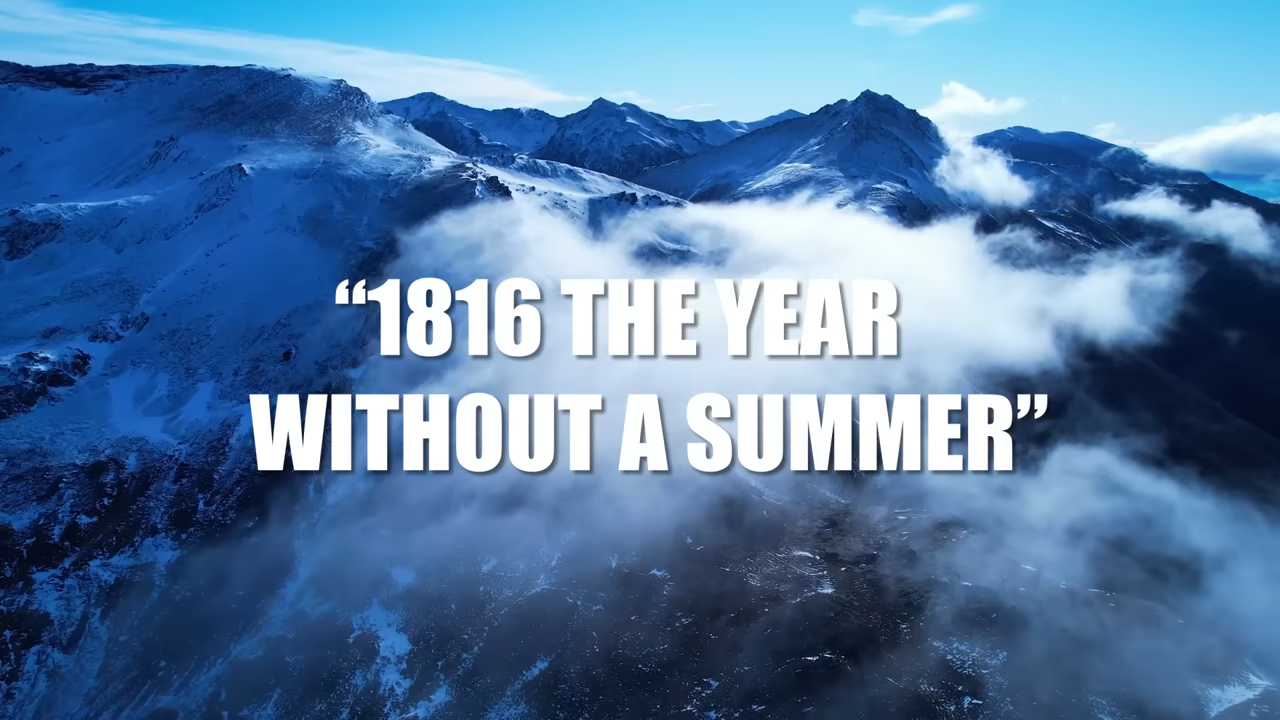 “1816 THE YEAR
WITHOUT A SUMMER”